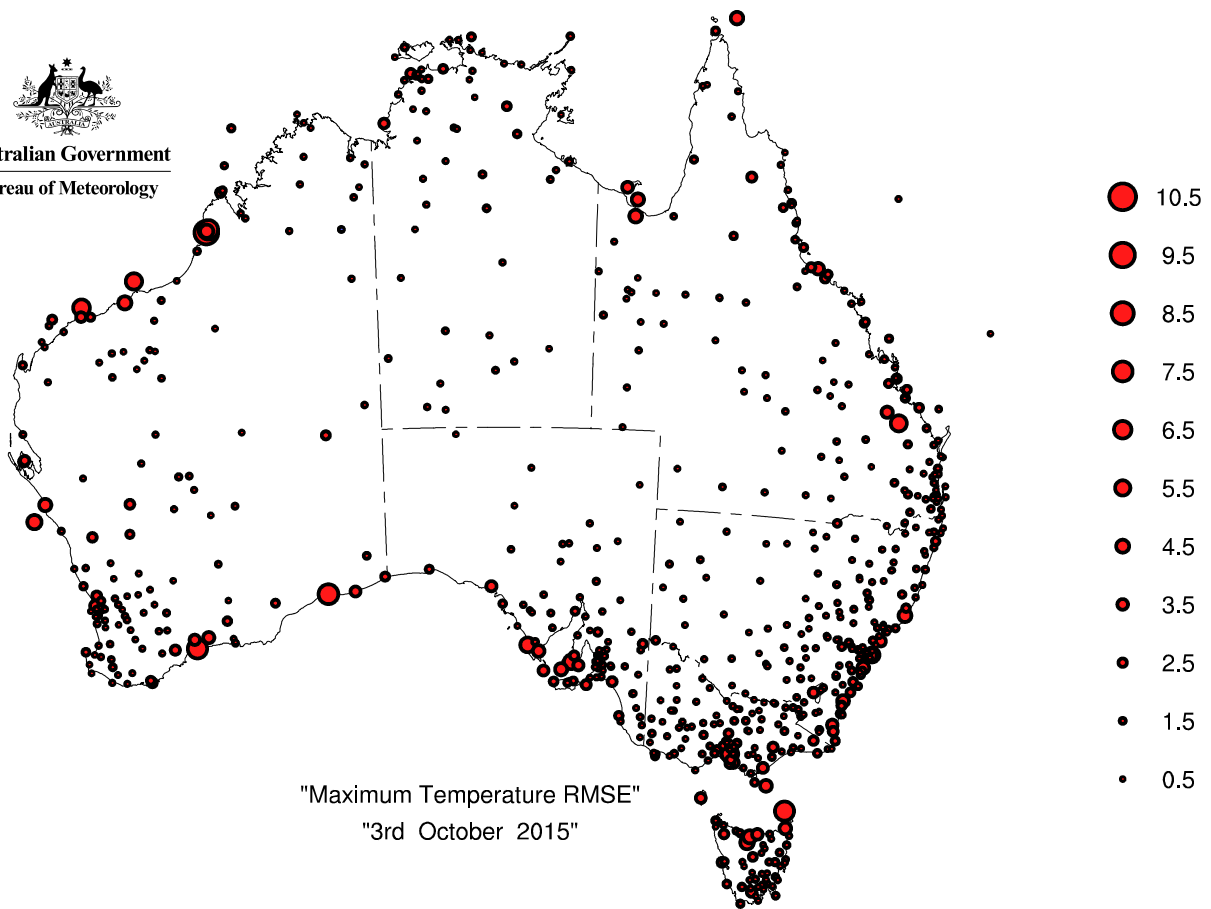 AUSTRALIA
tralian Government
reau of Meteorology
10.5
9.5
8.5
7.5
6.5
5.5
4.5
3.5
2.5
1.5
0.5
"Maximum Temperature RMSE"
"3rd October 2015"